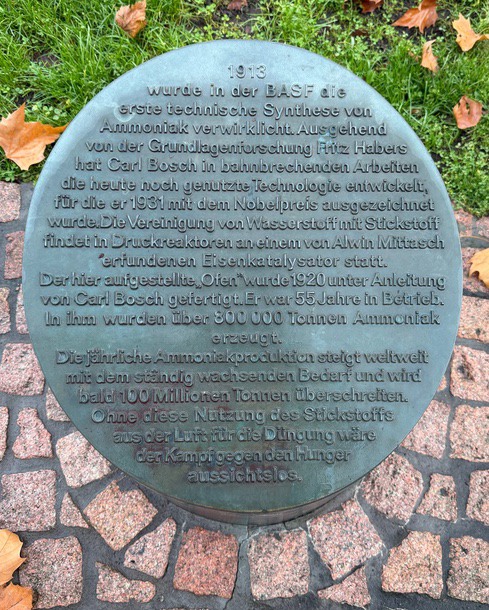 1913
wurde in der BASF die
erste technische Synthese von
Ammoniak verwirklicht. Ausgehend
von der Grundlagenforschung Fritz Habers
hat Carl Bosch in bahnbrechenden Arbeiten
die heute noch genutzte Technologie entwickelt,
für die er 1931 mit dem Nobelpreis ausgezeichnet
wurde. Die Vereinigung von Wasserstoff mit Stickstoff
findet in Druckreaktoren an einem von Alwin Mittasch
erfundenen Eisenkatalysator statt.
Der hier aufgestellte „Ofen“ wurde 1920 unter Anleitung
von Carl Bosch gefertigt. Er war 55 Jahre in Betrieb.
In ihm wurden über 800 000 Tonnen Ammoniak
erzeugt.
Die jährliche Ammoniakproduktion steigt weltweit
mit dem ständig wachsenden Bedarf und wird
bald 100 Millionen Tonnen überschreiten.
Ohne diese Nutzung des Stickstoffs
aus der Luft für die Düngung wäre
der Kampf gegen den Hunger
aussichtslos.